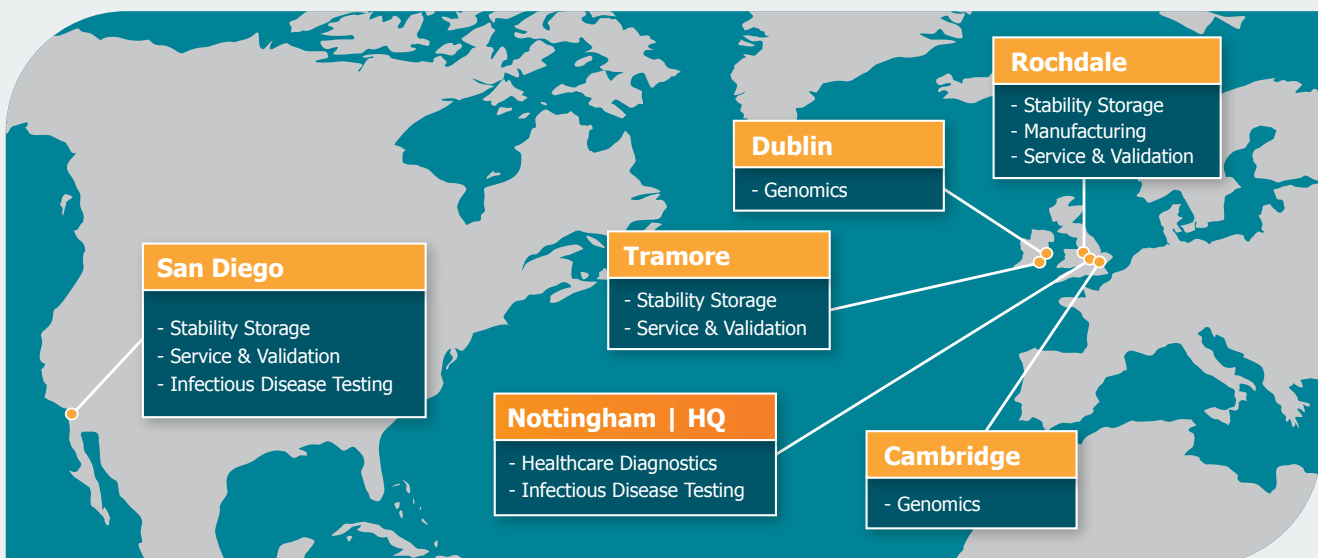 Rochdale
- Stability Storage
- Manufacturing
- Service & Validation
Dublin
- Genomics
Tramore
- Stability Storage
- Service & Validation
San Diego
- Stability Storage
- Service & Validation
- Infectious Disease Testing
Nottingham | HQ
- Healthcare Diagnostics
- Infectious Disease Testing
Cambridge
- Genomics